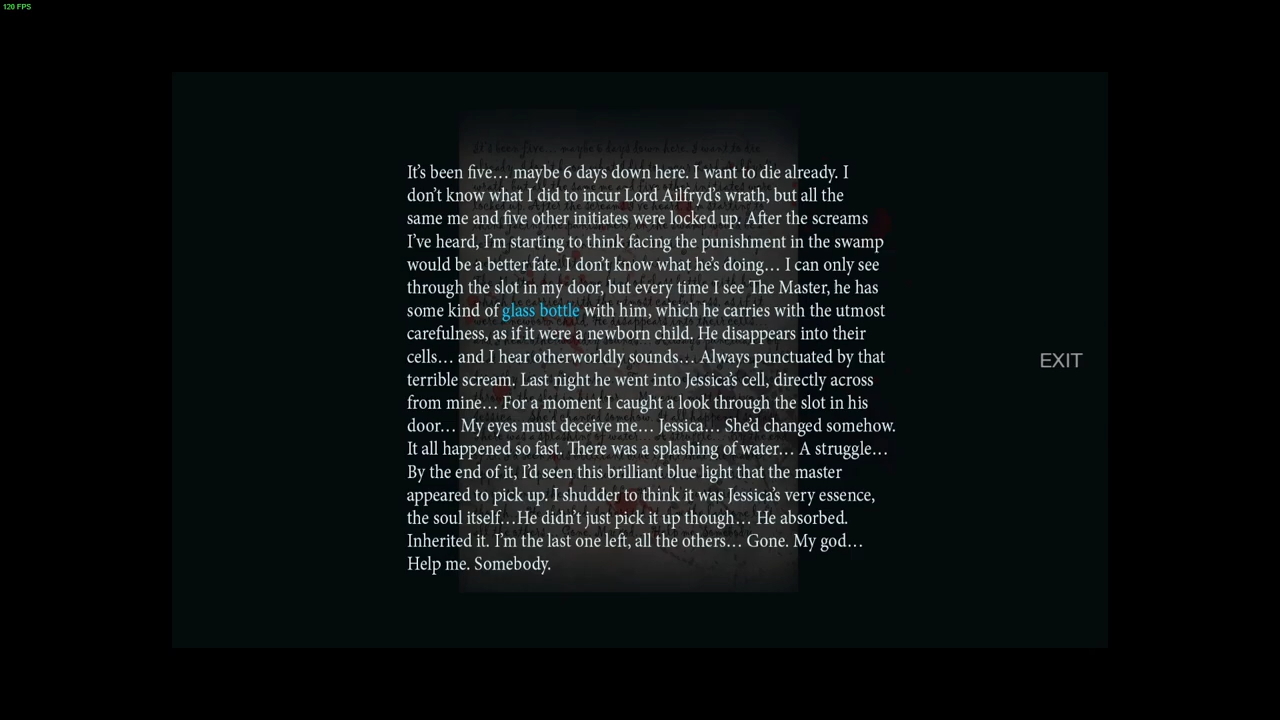 120 FPS
It's been five… maybe 6 days down here. I want to die already. I
don't know what I did to incur Lord Ailfryd's wrath, but all the
same me and five other initiates were locked up. After the screams
I've heard, I'm starting to think facing the punishment in the swamp
would be a better fate. I don't know what he's doing… I can only see
through the slot in my door, but every time I see The Master, he has
some kind of glass bottle with him, which he carries with the utmost
carefulness, as if it were a newborn child. He disappears into their
cells… and I hear otherworldly sounds… Always punctuated by that
terrible scream. Last night he went into Jessica's cell, directly across
from mine… For a moment I caught a look through the slot in his
door… My eyes must deceive me… Jessica… She'd changed somehow.
It all happened so fast. There was a splashing of water… A struggle…
By the end of it, I'd seen this brilliant blue light that the master
appeared to pick up. I shudder to think it was Jessica's very essence,
the soul itself…He didn't just pick it up though… He absorbed.
Inherited it. I'm the last one left, all the others… Gone. My god…
Help me. Somebody.
EXIT